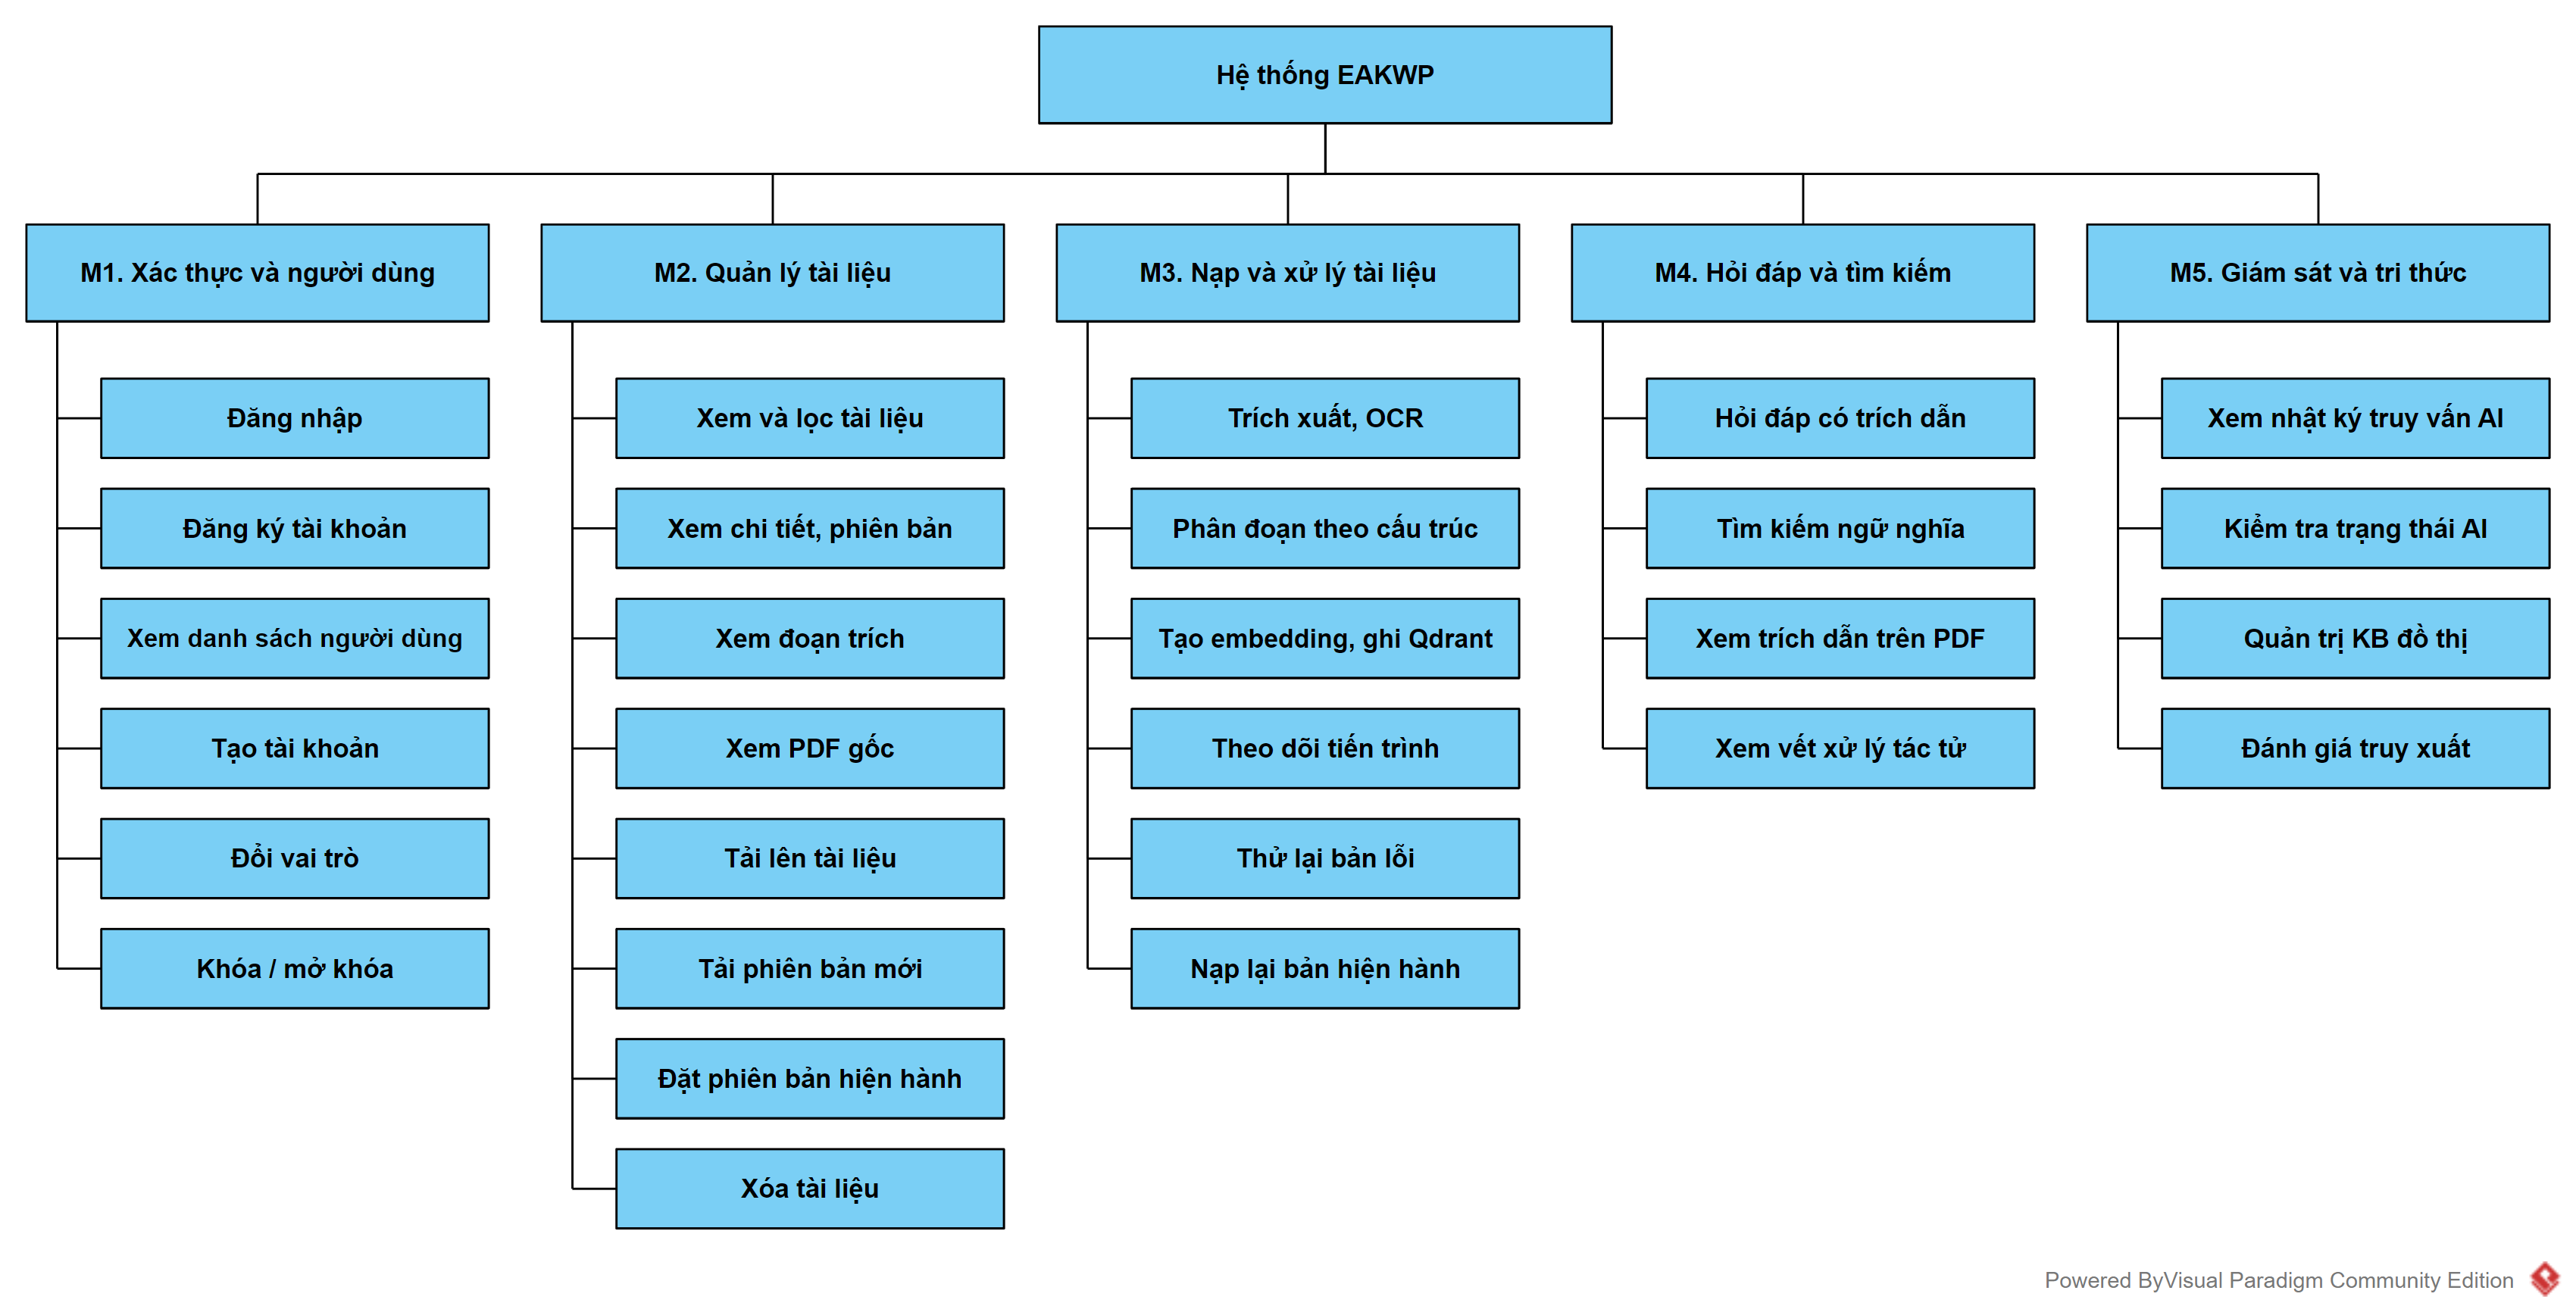 Hệ thống EAKWP
M1. Xác thực và người dùng
Đăng nhập
Đăng ký tài khoản
Xem danh sách người dùng
Tạo tài khoản
Đổi vai trò
Khóa / mở khóa
M2. Quản lý tài liệu
Xem và lọc tài liệu
Xem chi tiết, phiên bản
Xem đoạn trích
Xem PDF gốc
Tải lên tài liệu
Tải phiên bản mới
Đặt phiên bản hiện hành
Xóa tài liệu
M3. Nạp và xử lý tài liệu
Trích xuất, OCR
Phân đoạn theo cấu trúc
Tạo embedding, ghi Qdrant
Theo dõi tiến trình
Thử lại bản lỗi
Nạp lại bản hiện hành
M4. Hỏi đáp và tìm kiếm
Hỏi đáp có trích dẫn
Tìm kiếm ngữ nghĩa
Xem trích dẫn trên PDF
Xem vết xử lý tác tử
M5. Giám sát và tri thức
Xem nhật ký truy vấn AI
Kiểm tra trạng thái AI
Quản trị KB đồ thị
Đánh giá truy xuất
Powered ByVisual Paradigm Community Edition